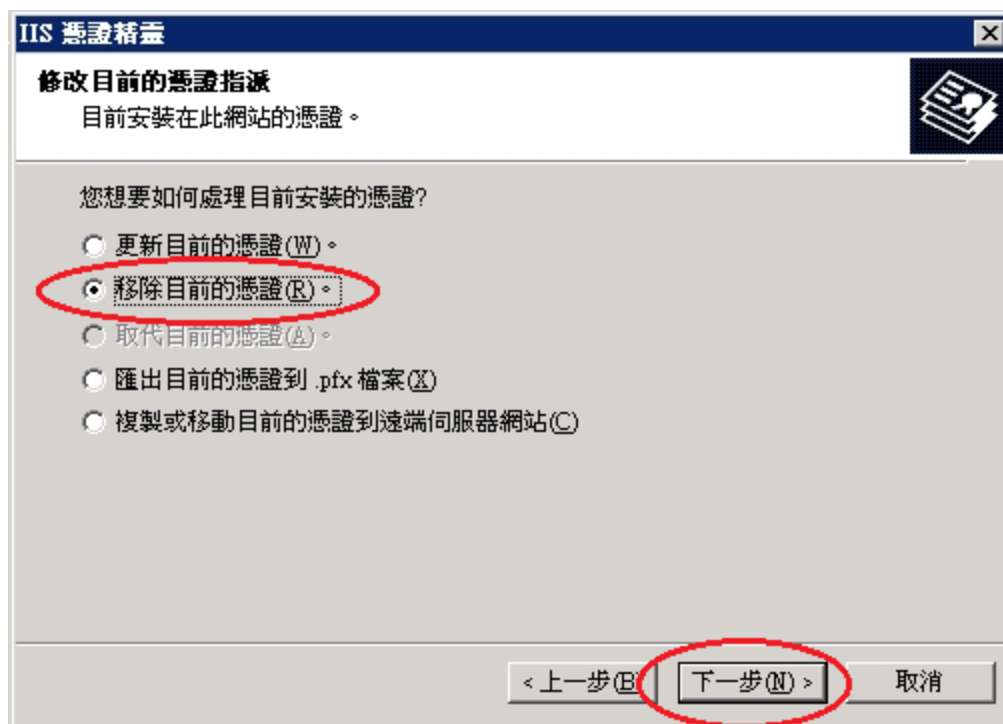 IIS 憑證精靈
修改目前的憑證指派
目前安裝在此網站的憑證。
您想要如何處理目前安裝的憑證?
更新目前的憑證(W)。
移除目前的憑證(R)。
取代目前的憑證(A)。
匯出目前的憑證到 .pfx 檔案(X)
複製或移動目前的憑證到遠端伺服器網站(C)
< 上一步(B 下一步(N) > 取消